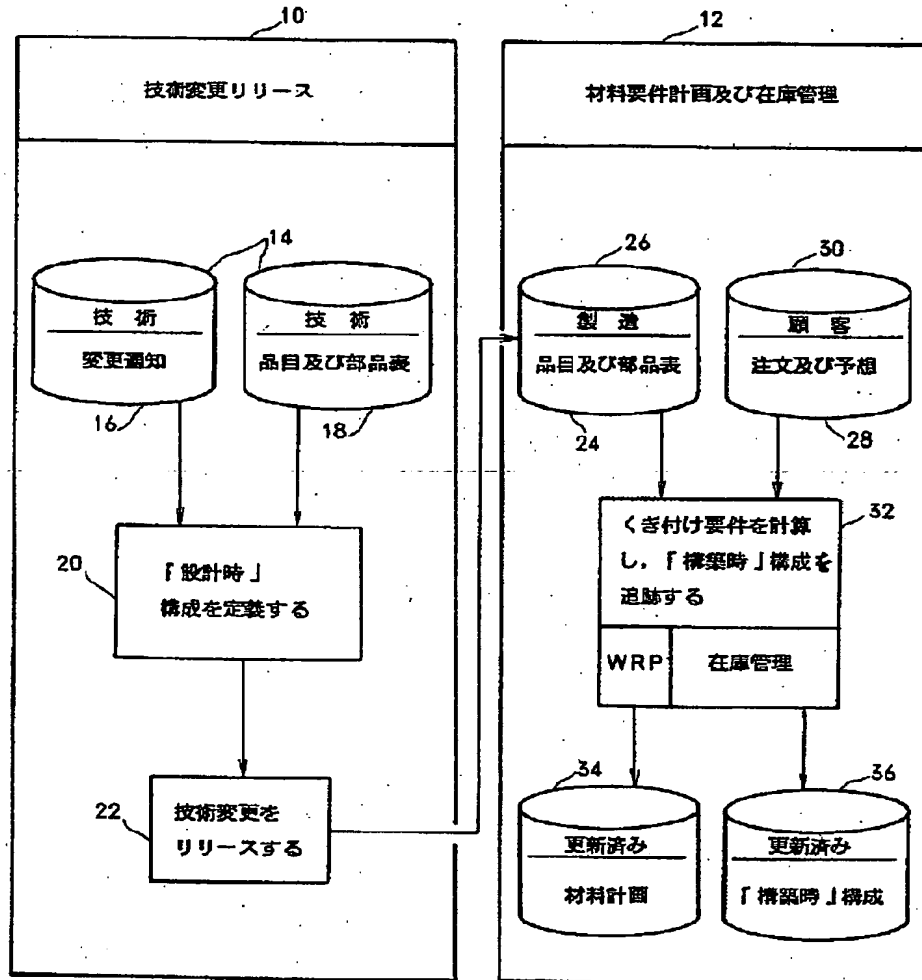 10
技術変更リリース
14
技術
変更通知
16
技術
品目及び部品表
18
20
『設計時』
構成を定義する
22
技術変更を
リリースする
12
材料要件計画及び在庫管理
26
製造
品目及び部品表
24
30
顧客
注文及び予想
28
くぎ付け要件を計算
し,『構築時』構成を
追跡する
32
WRP
在庫管理
34
更新済み
材料計画
36
更新済み
『構築時』構成